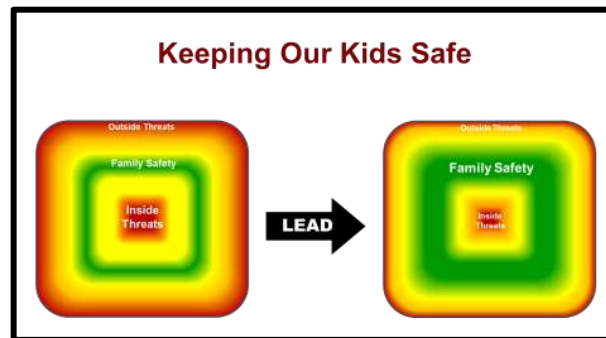 Keeping Our Kids Safe
Outside Threats
Family Safety
Inside
Threats
LEAD
Outside Threats
Family Safety
Inside
Threats